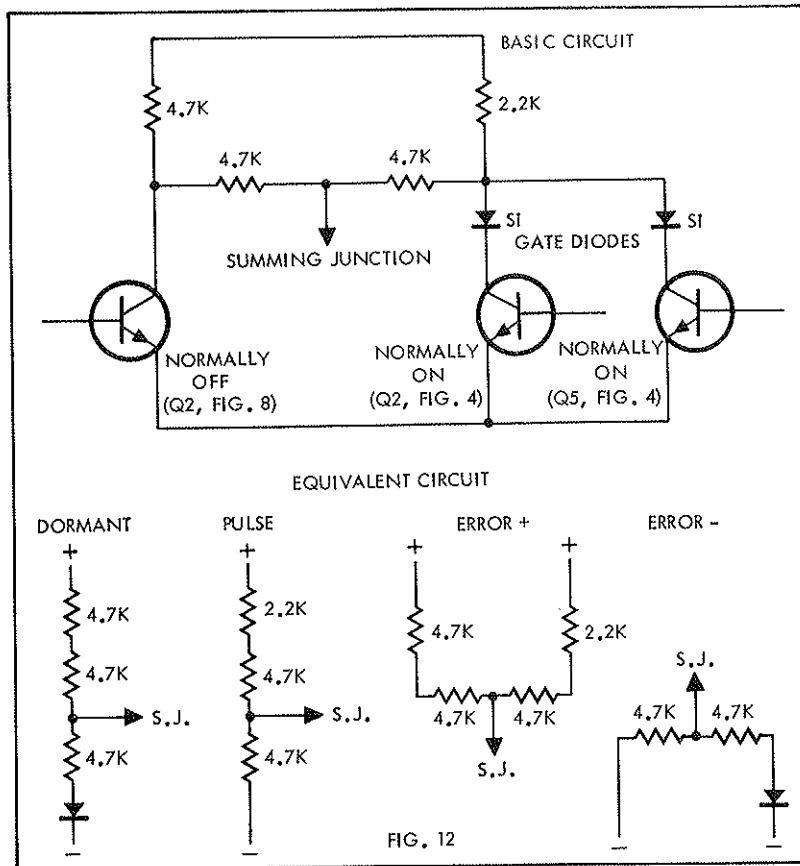 BASIC CIRCUIT
4.7K
2.2K
4.7K
4.7K
SI
SI
GATE DIODES
SUMMING JUNCTION
NORMALLY
OFF
(Q2, FIG. 8)
NORMALLY
ON
(Q2, FIG. 4)
NORMALLY
ON
(Q5, FIG. 4)
EQUIVALENT CIRCUIT
DORMANT
+
4.7K
4.7K
S.J.
4.7K
–
PULSE
+
2.2K
4.7K
S.J.
4.7K
–
ERROR +
+
+
4.7K
2.2K
4.7K
4.7K
S.J.
ERROR -
S.J.
4.7K
4.7K
–
–
FIG. 12